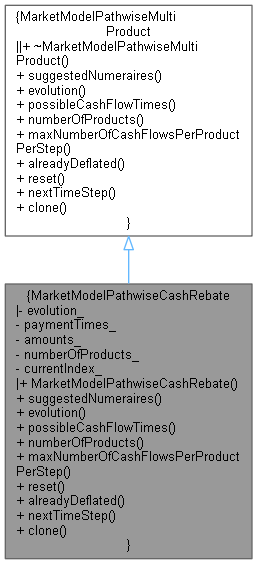 {MarketModelPathwiseMulti
Product
||+ ~MarketModelPathwiseMulti
Product()
+ suggestedNumeraires()
+ evolution()
+ possibleCashFlowTimes()
+ numberOfProducts()
+ maxNumberOfCashFlowsPerProduct
PerStep()
+ alreadyDeflated()
+ reset()
+ nextTimeStep()
+ clone()
}
{MarketModelPathwiseCashRebate
|- evolution_
- paymentTimes_
- amounts_
- numberOfProducts_
- currentIndex_
|+ MarketModelPathwiseCashRebate()
+ suggestedNumeraires()
+ evolution()
+ possibleCashFlowTimes()
+ numberOfProducts()
+ maxNumberOfCashFlowsPerProduct
PerStep()
+ reset()
+ alreadyDeflated()
+ nextTimeStep()
+ clone()
}